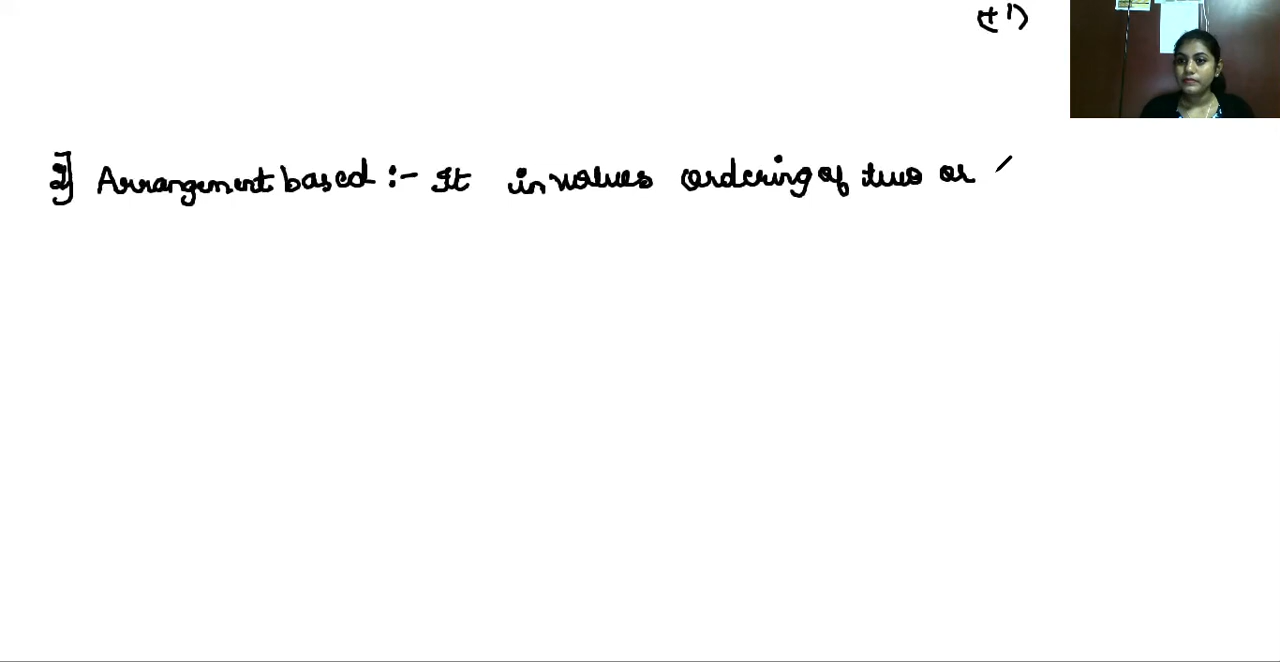 (+1)
2] Arrangement based :- It involves ordering of two or